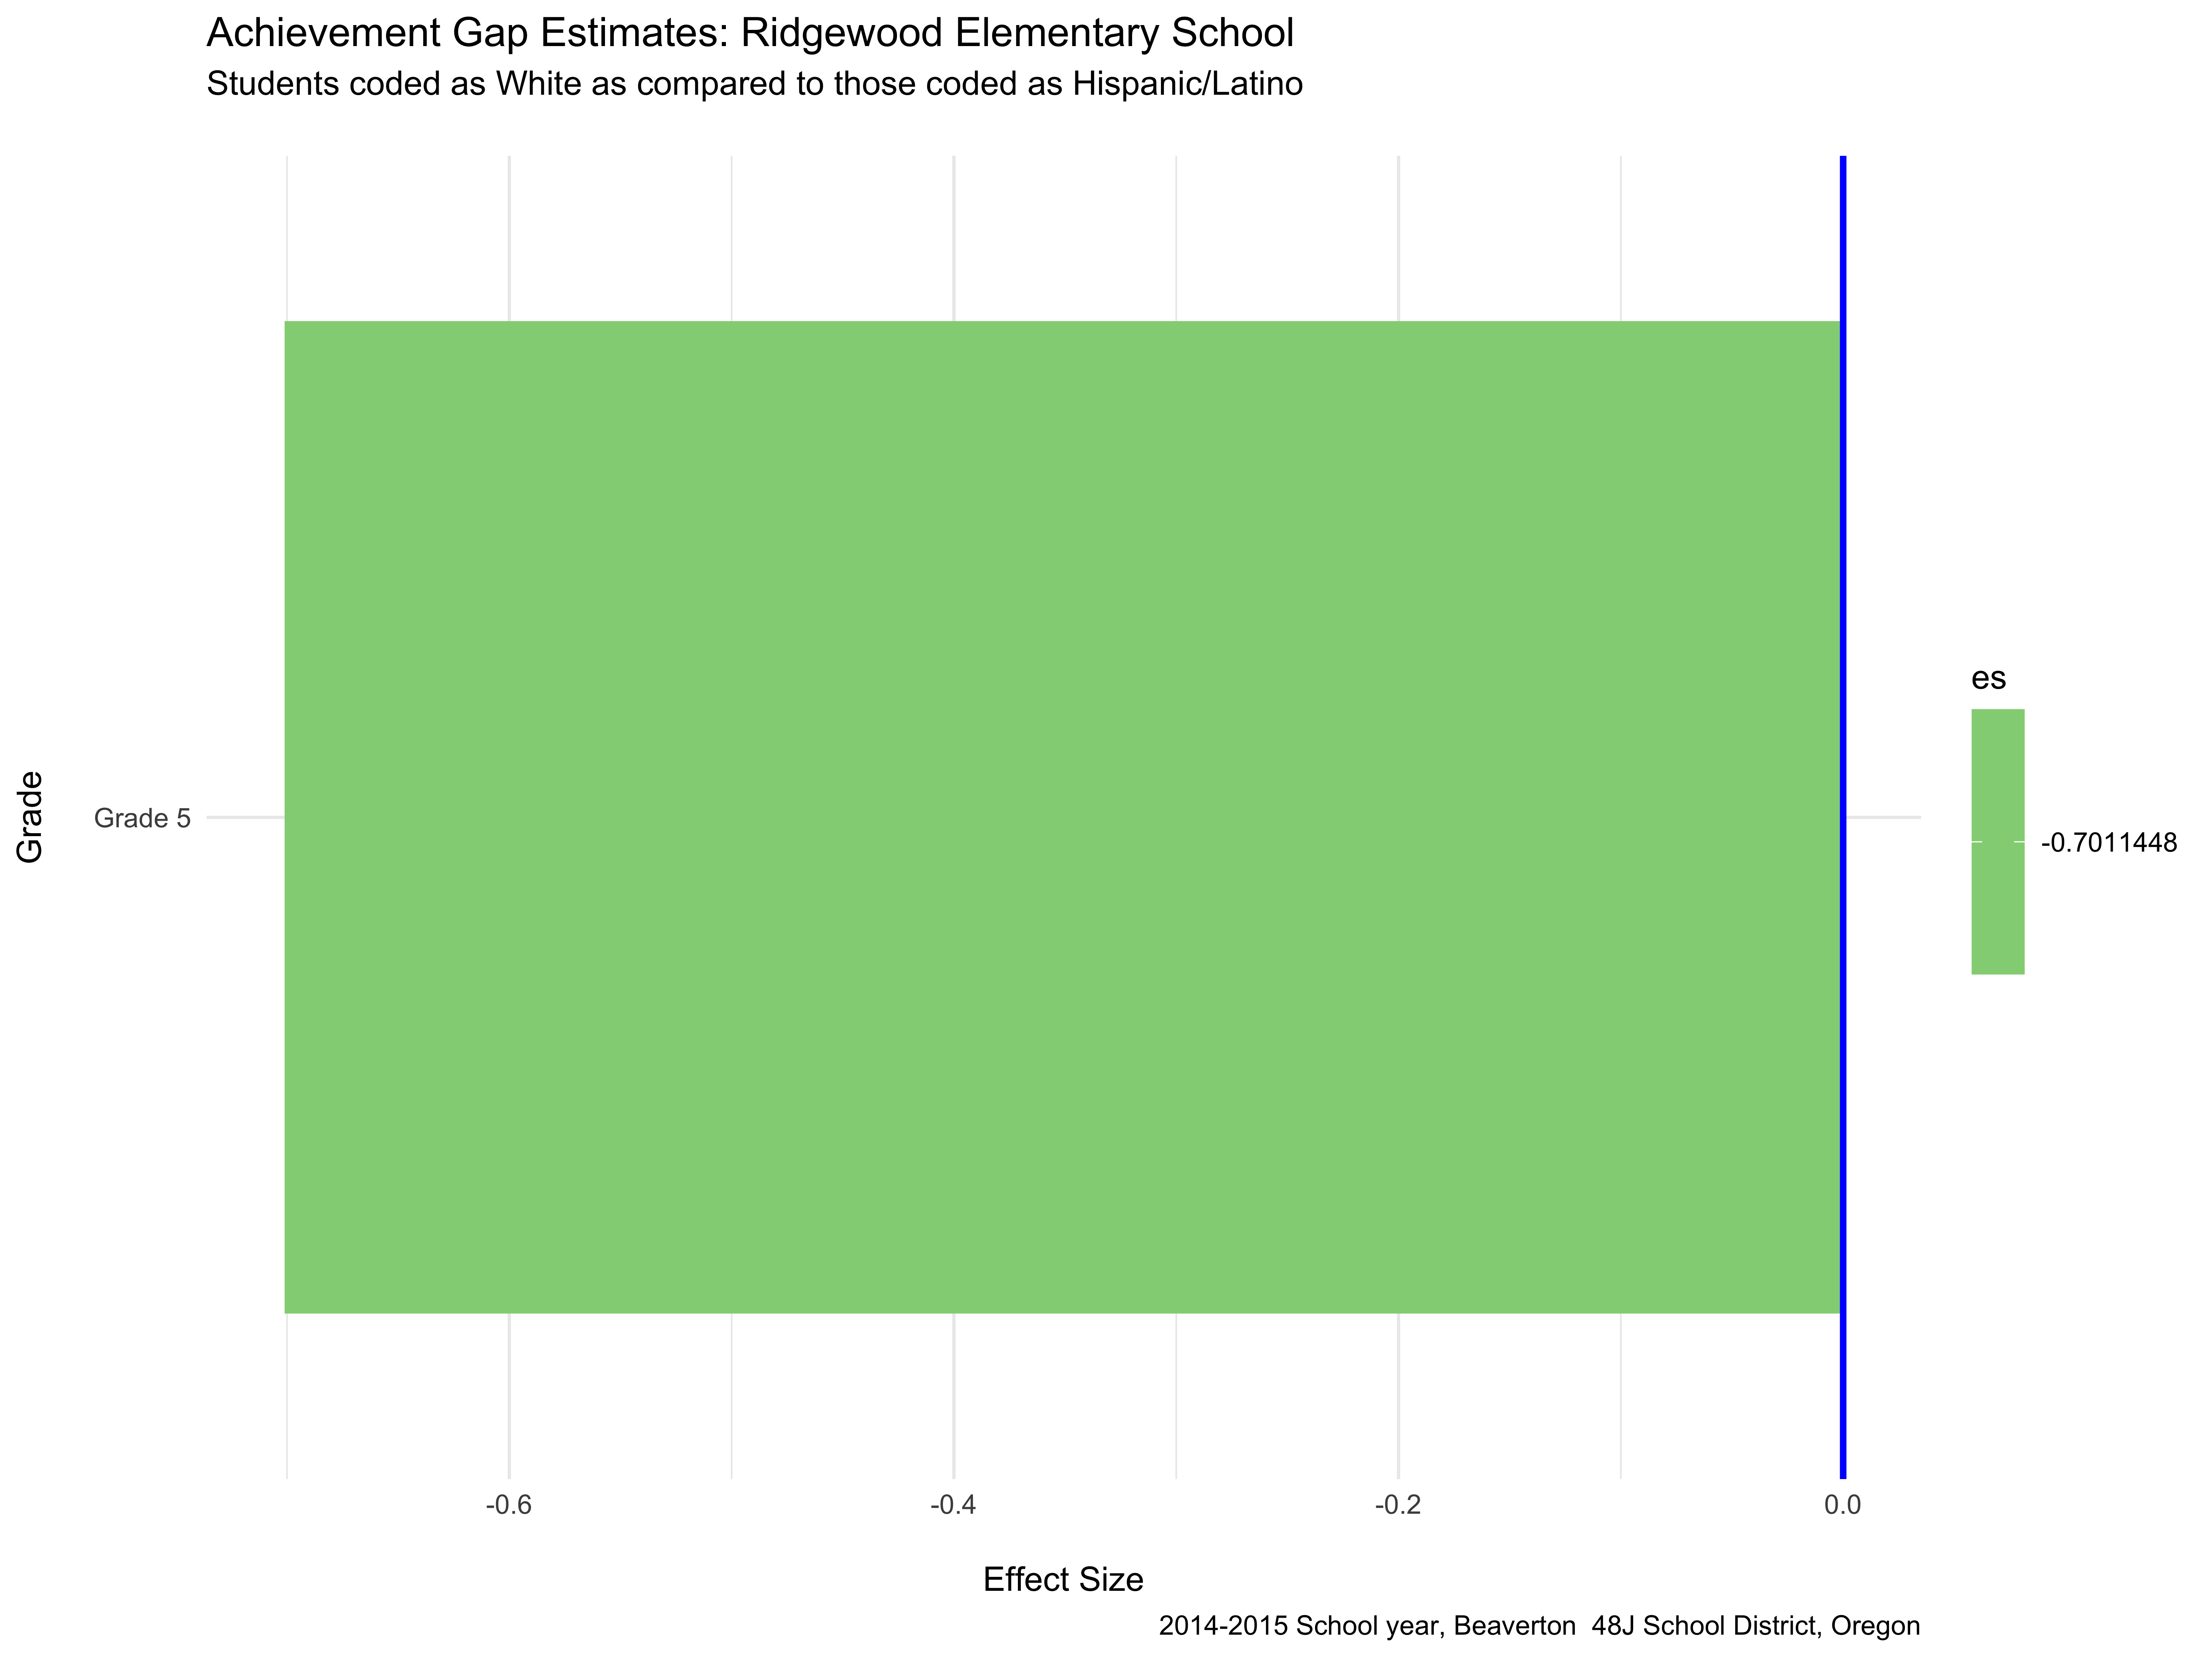 Achievement Gap Estimates: Ridgewood Elementary School
Students coded as White as compared to those coded as Hispanic/Latino
Grade
Grade 5
es
-0.7011448
-0.6
-0.4
-0.2
0.0
Effect Size
2014-2015 School year, Beaverton  48J School District, Oregon